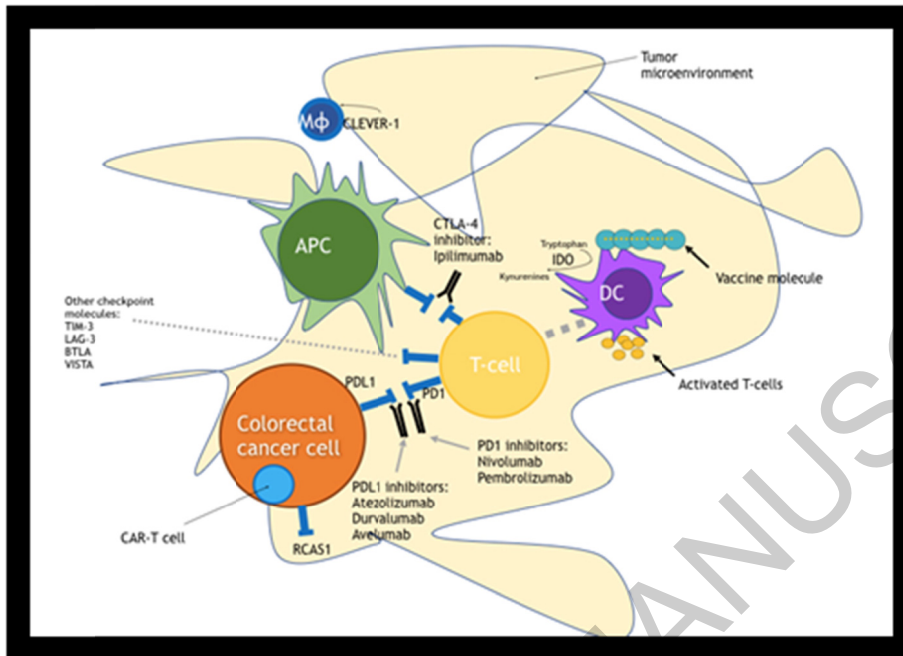 Tumor
microenvironment
Mϕ
CLEVER-1
APC
CTLA-4
inhibitor:
Ipilimumab
Tryptophan
IDO
Kynurenines
DC
Vaccine molecule
Other checkpoint
molecules:
TIM-3
LAG-3
BTLA
VISTA
T-cell
Activated T-cells
PDL1
PD1
Colorectal
cancer cell
PD1 inhibitors:
Nivolumab
Pembrolizumab
PDL1 inhibitors:
Atezolizumab
Durvalumab
Avelumab
CAR-T cell
RCAS1
ANUS